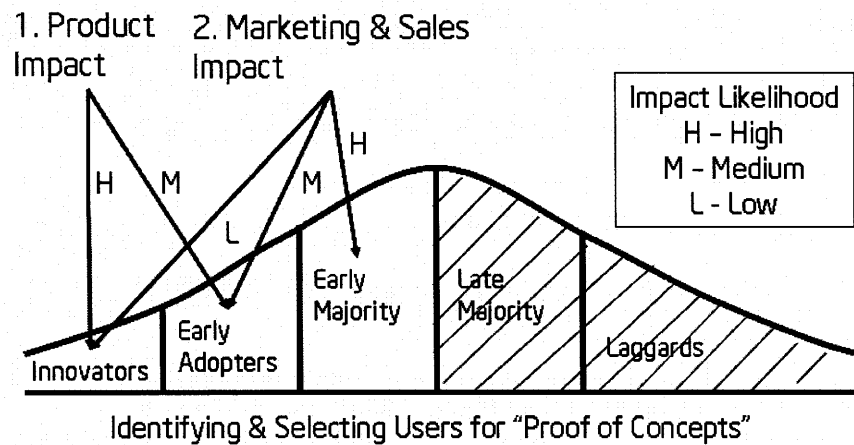 1. Product
Impact
2. Marketing & Sales
Impact
Impact Likelihood
H – High
M – Medium
L - Low
H
M
L
M
H
Innovators
Early
Adopters
Early
Majority
Late
Majority
Laggards
Identifying & Selecting Users for “Proof of Concepts”